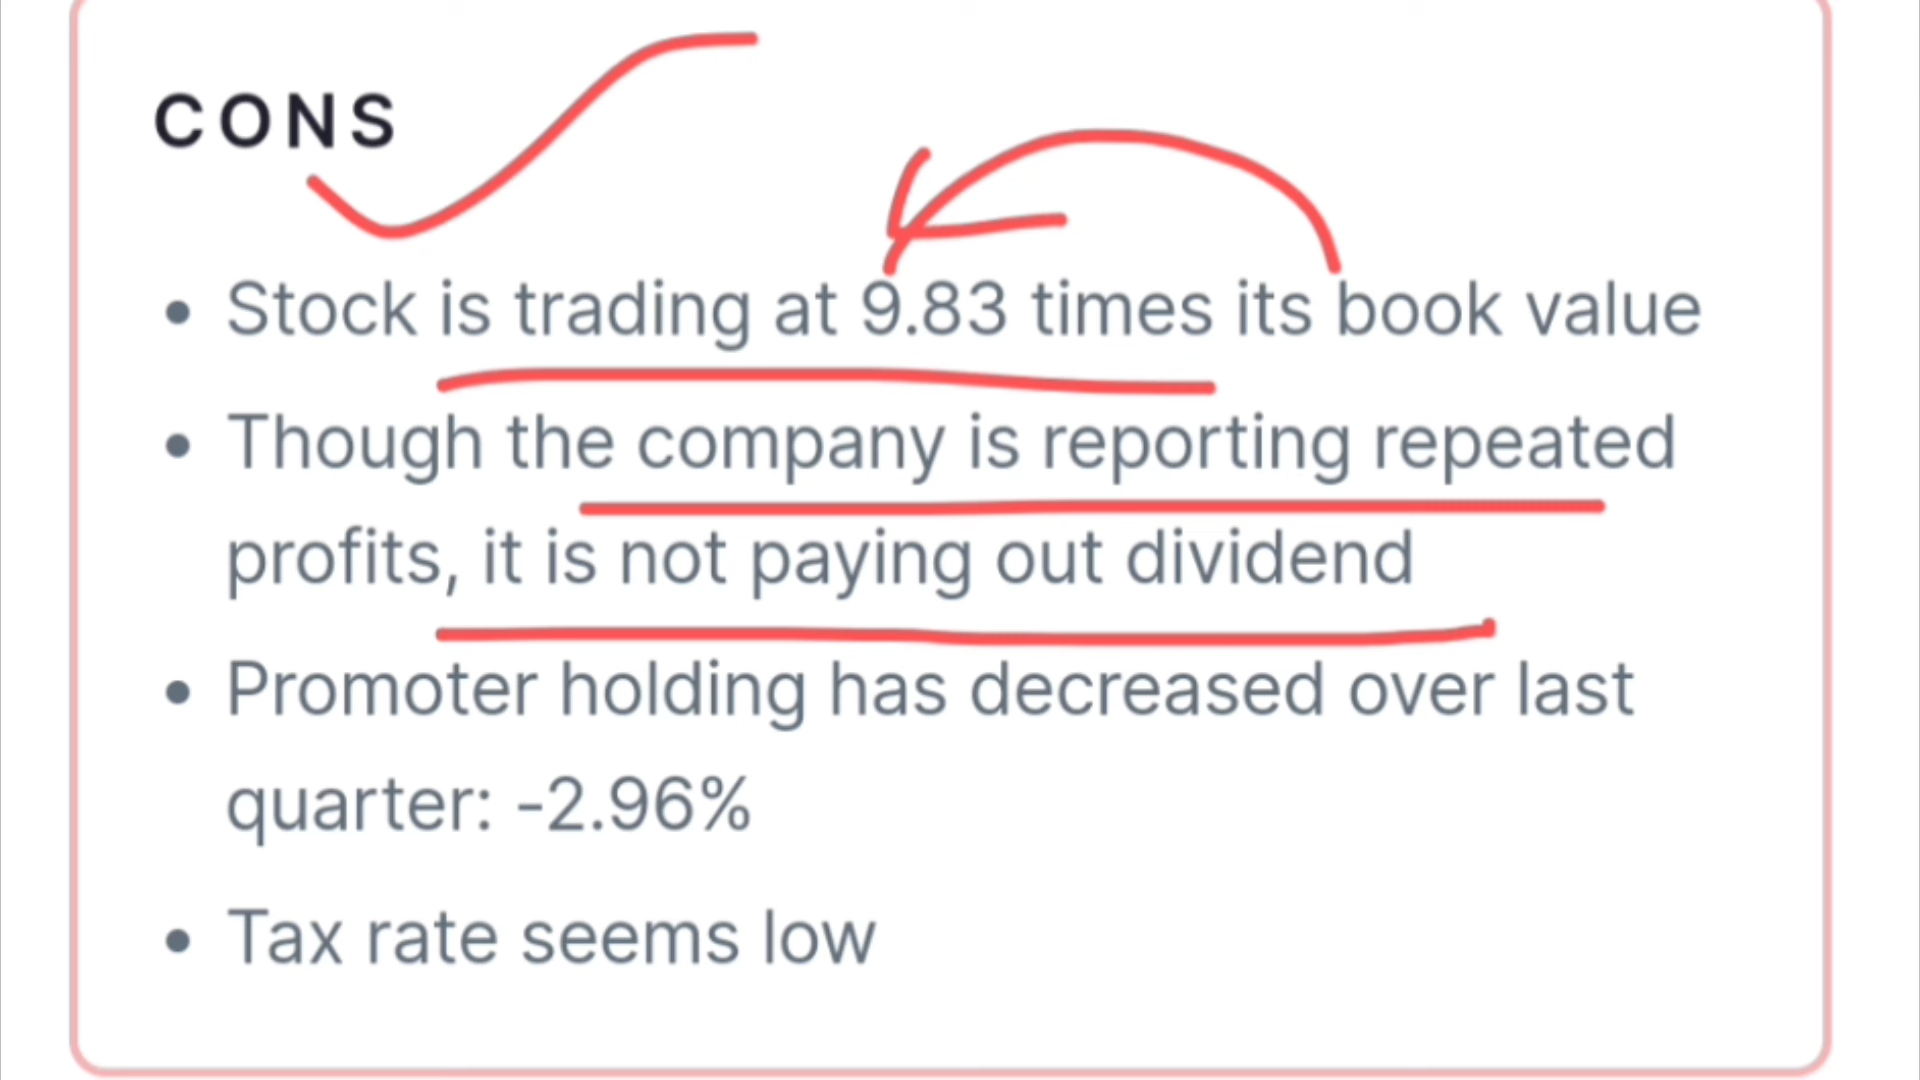 CONS
Stock is trading at 9.83 times its book value
Though the company is reporting repeated
profits, it is not paying out dividend
Promoter holding has decreased over last
quarter: -2.96%
Tax rate seems low